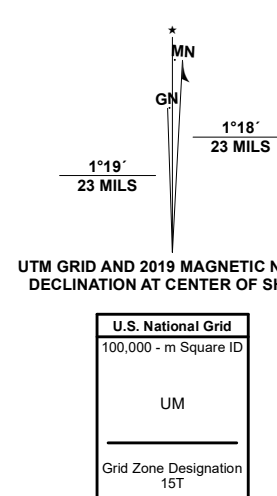 ★
MN
GN
1°18´
23 MILS
1°19´
23 MILS
UTM GRID AND 2019 MAGNETIC N
DECLINATION AT CENTER OF SH
U.S. National Grid
100,000 - m Square ID
UM
Grid Zone Designation
15T